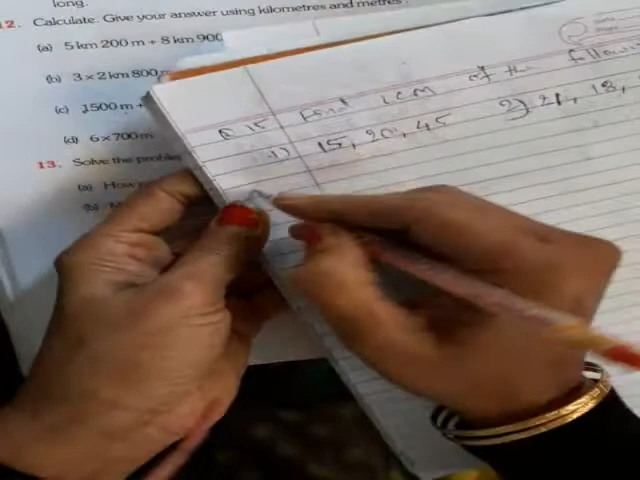 long.
12. Calculate. Give your answer using kilometres and metres.
(a) 5 km 200 m + 8 km 900
(b) 3 × 2 km 800
(c) 1500 m +
(d) 6 × 700 m
13. Solve the proble
(a) How
(b)
Q 15 Find LCM of the following
1) 15, 20, 45 2) 21, 18,